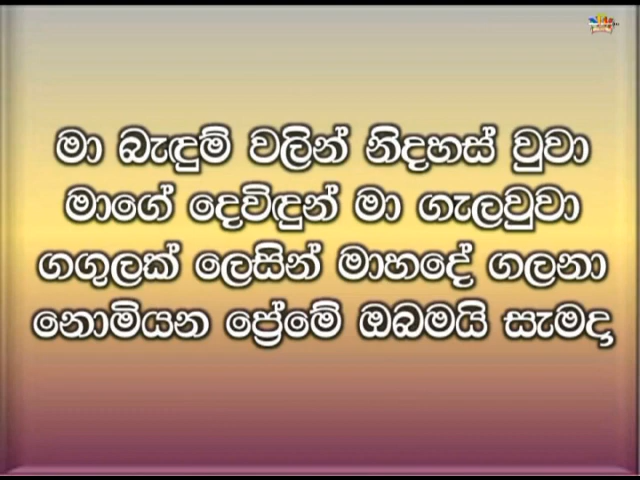 මා බැඳුම් වලින් නිදහස් වුවා
මාගේ දෙවිඳුන් මා ගැලවුවා
ගඟුලක් ලෙසින් මාහදේ ගලනා
නොමියන ප්‍රේමේ ඔබමයි සැමදා